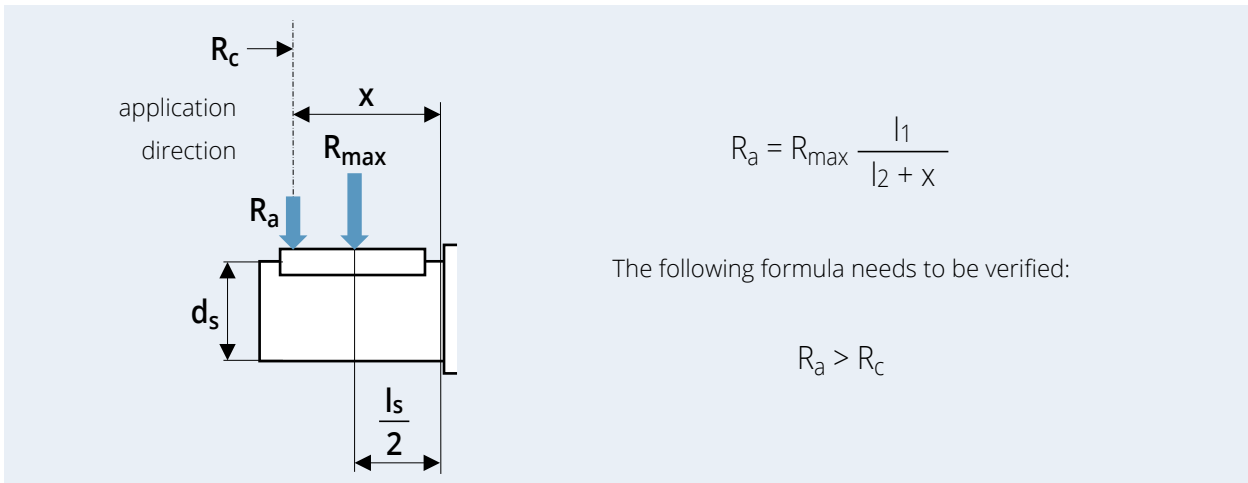 Rc
application
direction
x
Rmax
Ra
ds
ls
2
Ra = Rmax l1 / l2 + x
The following formula needs to be verified:
Ra > Rc